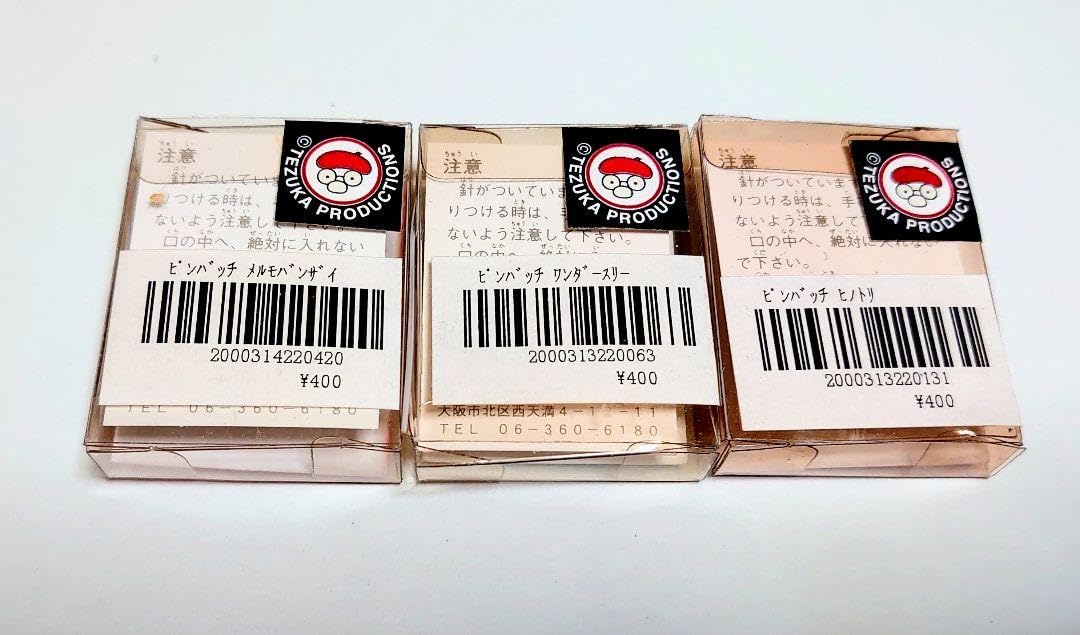 注意
針がついていま
りつける時は、
ないよう注意し
口の中へ、絶対に入れない
© TEZUKA PRODUCTIONS
ﾋﾟﾝﾊﾞｯﾁ ﾒﾙﾓﾊﾞﾝｻﾞｲ
2000314220420
¥400
TEL 06-360-6180
注意
針がついていま
りつける時は、
ないよう注意して下さい。
口の中へ、絶対に
© TEZUKA PRODUCTIONS
ﾋﾟﾝﾊﾞｯﾁ ﾜﾝﾀﾞｰｽﾘｰ
2000313220063
¥400
大阪市北区西天満4-12-11
TEL 06-360-6180
注意
針がついています
りつける時は、手
ないよう注意して
口の中へ、絶対に入れない
で下さい。
© TEZUKA PRODUCTIONS
ﾋﾟﾝﾊﾞｯﾁ ﾋﾉﾄﾘ
2000313220131
¥400